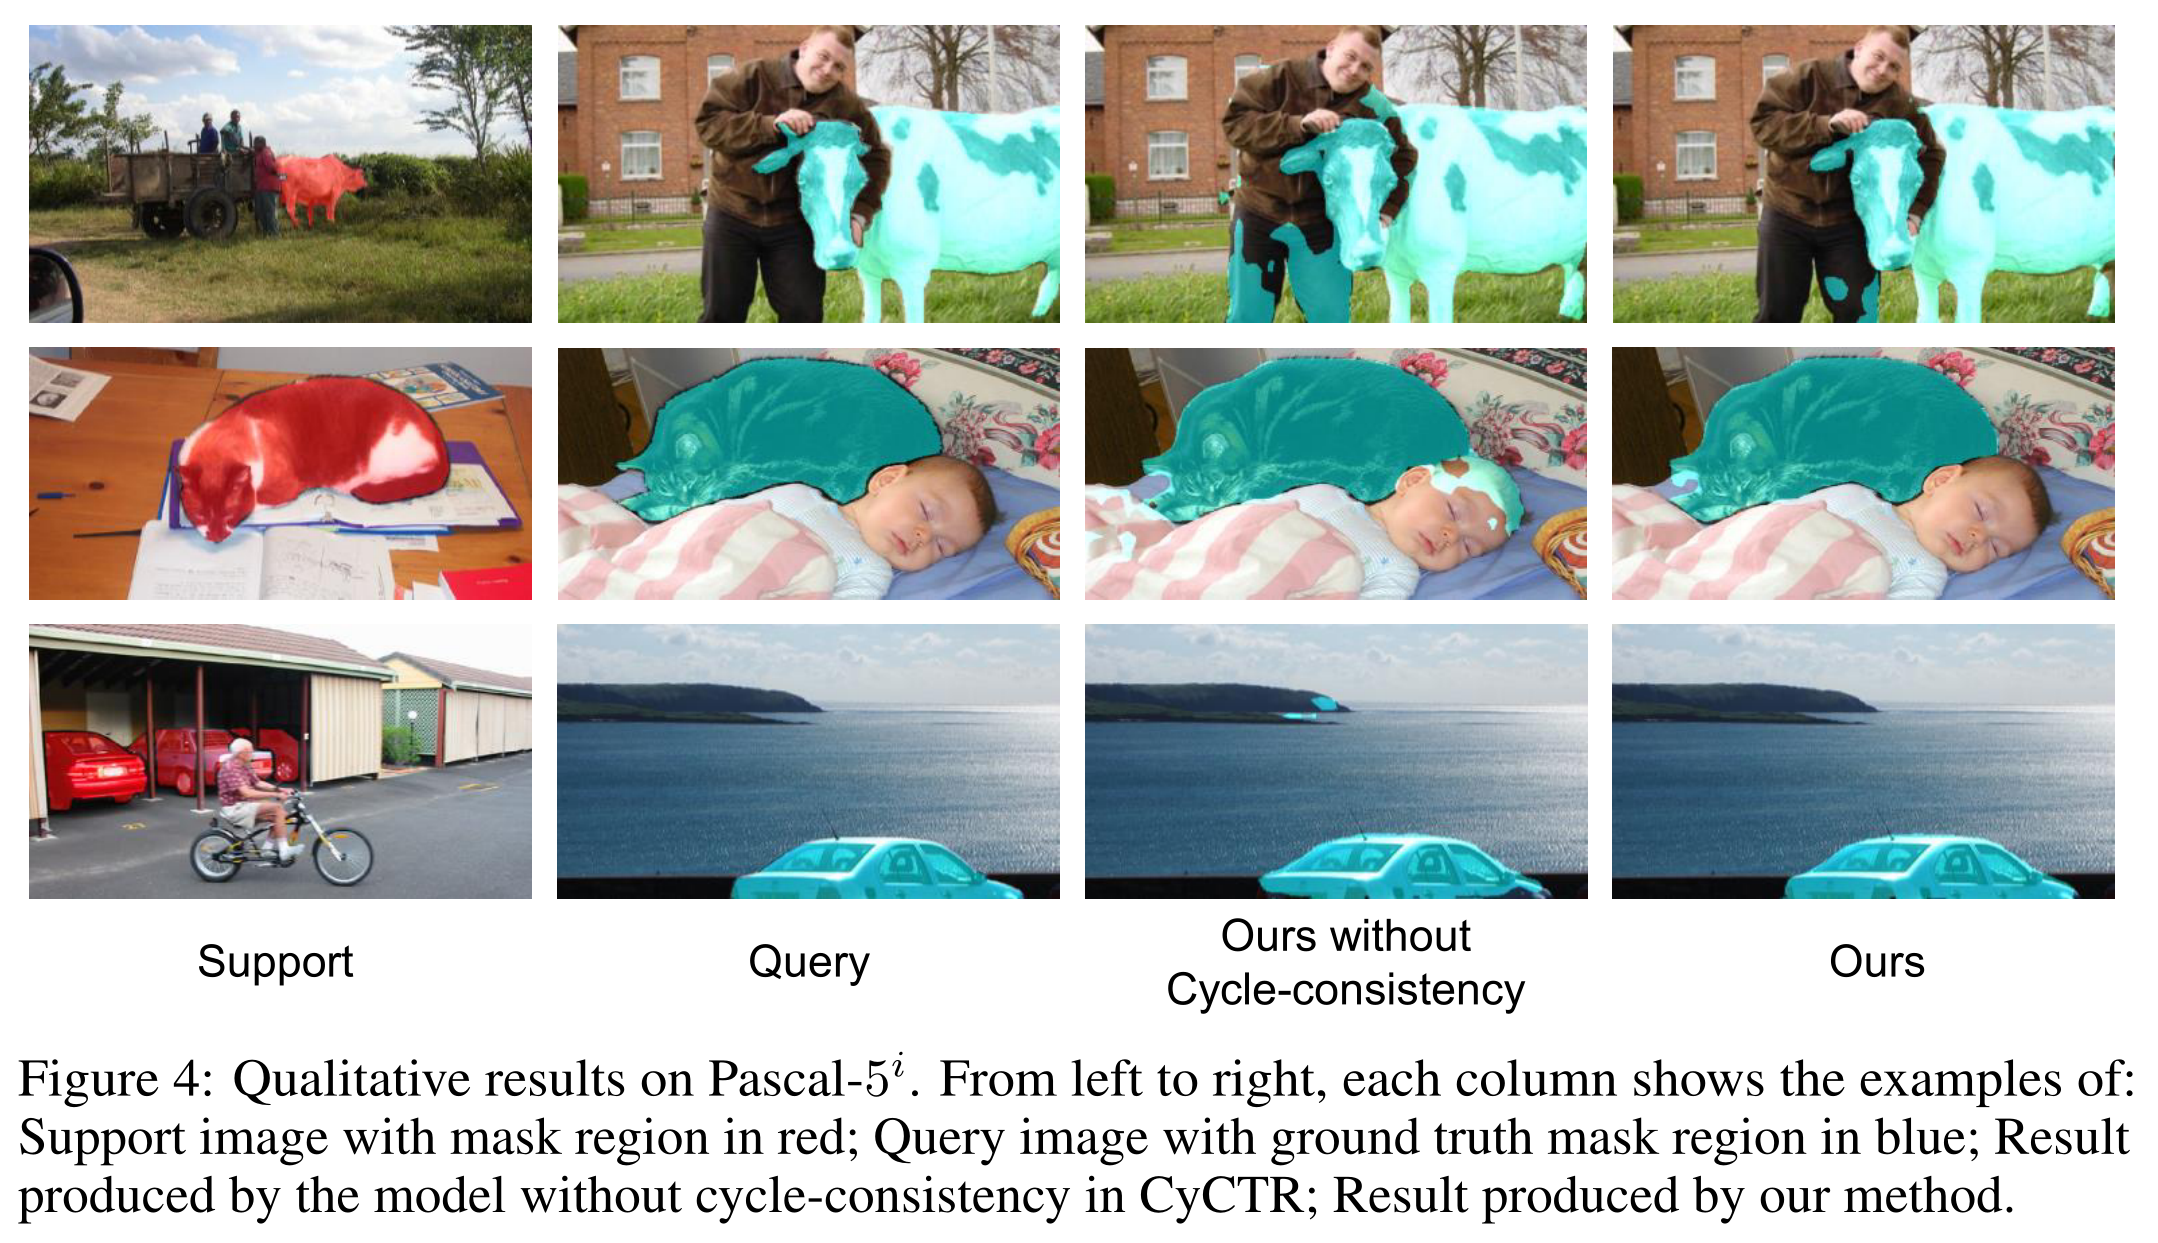 Support
Query
Ours without
Cycle-consistency
Ours
Figure 4: Qualitative results on Pascal-5^i. From left to right, each column shows the examples of:
Support image with mask region in red; Query image with ground truth mask region in blue; Result
produced by the model without cycle-consistency in CyCTR; Result produced by our method.